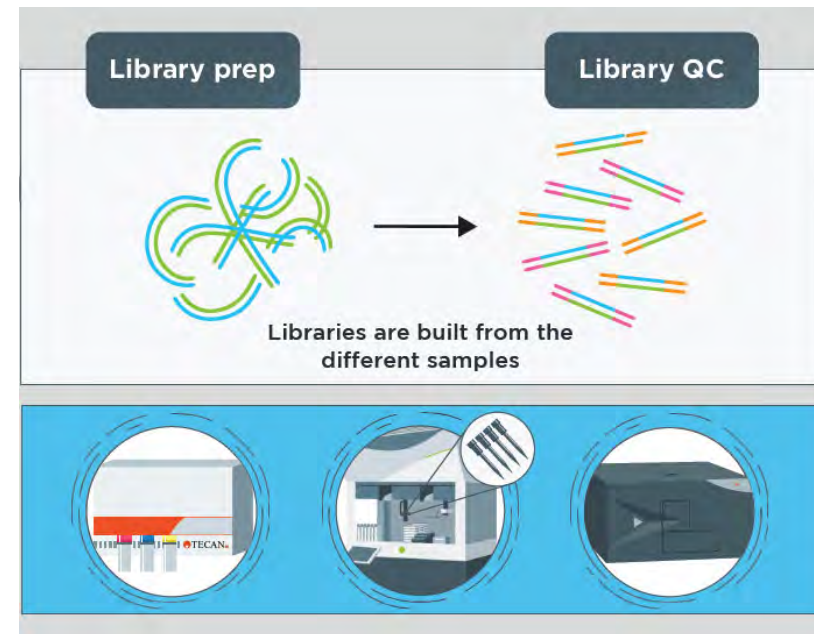 Library prep
Library QC
Libraries are built from the
different samples
TECAN